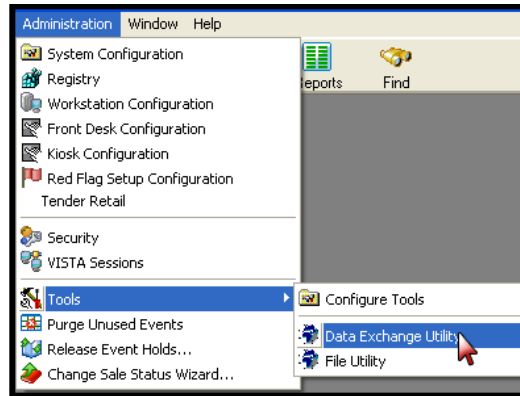 Administration Window Help
System Configuration
Registry
Workstation Configuration
Front Desk Configuration
Kiosk Configuration
Red Flag Setup Configuration
Tender Retail
Security
VISTA Sessions
Tools
Purge Unused Events
Release Event Holds...
Change Sale Status Wizard...
eports Find
Configure Tools
Data Exchange Utility
File Utility